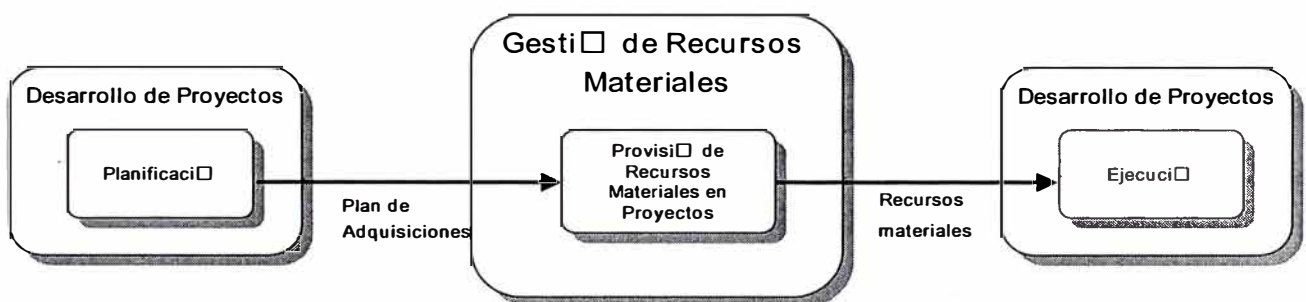 Desarrollo de Proyectos
Planificaci□
Plan de
Adquisiciones
Gesti□ de Recursos
Materiales
Provisi□ de
Recursos
Materiales en
Proyectos
Recursos
materiales
Desarrollo de Proyectos
Ejecuci□